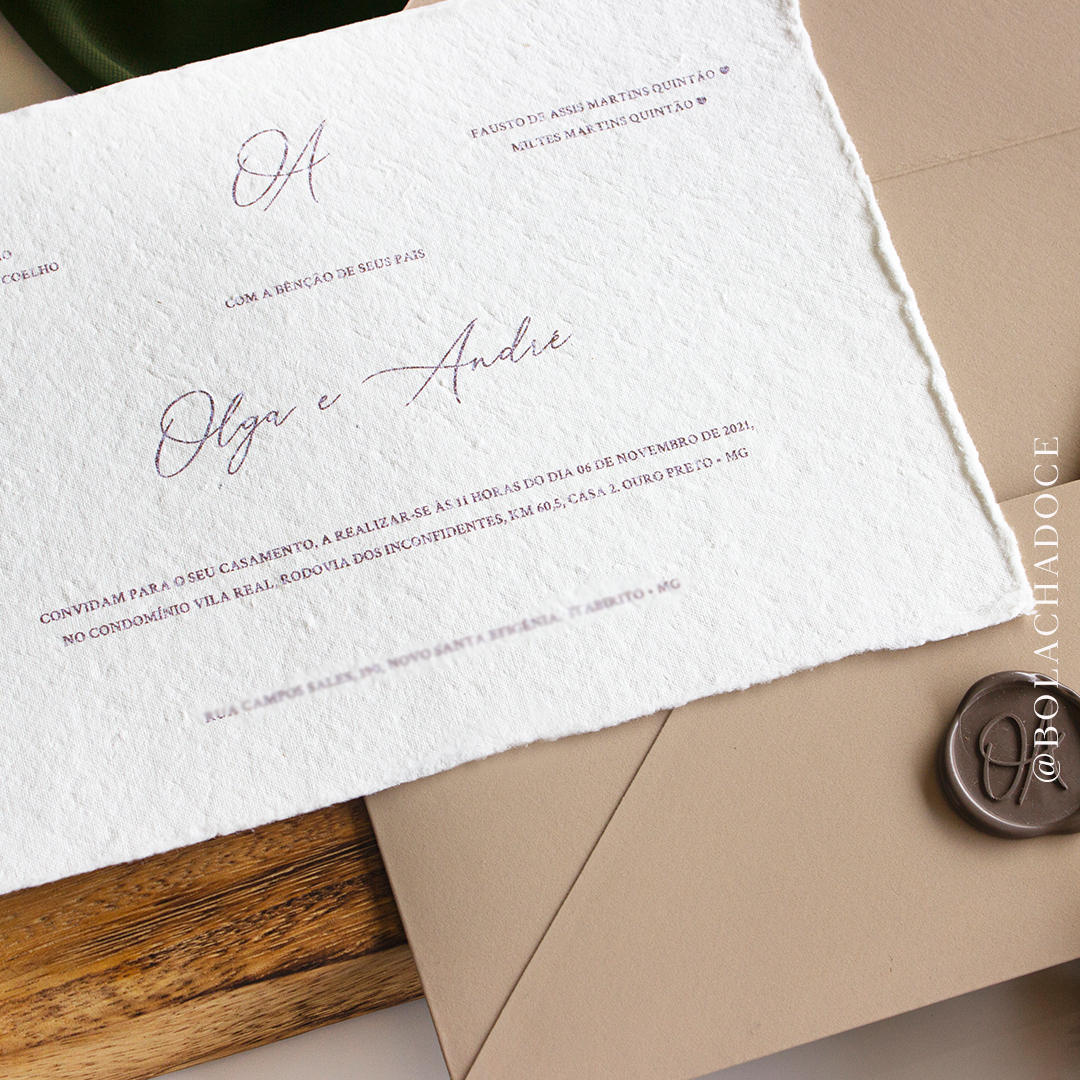 OA
FAUSTO DE ASSIS MARTINS QUINTÃO
MILTES MARTINS QUINTÃO
COELHO
COM A BÊNÇÃO DE SEUS PAIS
Olga e André
CONVIDAM PARA O SEU CASAMENTO, A REALIZAR-SE ÀS 11 HORAS DO DIA 06 DE NOVEMBRO DE 2021,
NO CONDOMÍNIO VILA REAL, RODOVIA DOS INCONFIDENTES, KM 60,5, CASA 2. OURO PRETO - MG
RUA CAMPOS SALES, NOVO SANTA EFIGÊNIA. ITABIRITO - MG
OA
@BOLACHADOCE